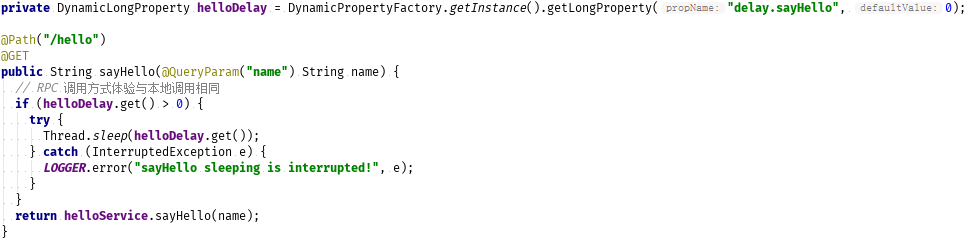 private DynamicLongProperty helloDelay = DynamicPropertyFactory.getInstance().getLongProperty( propName: "delay.sayHello", defaultValue: 0);

@Path("/hello")
@GET
public String sayHello(@QueryParam("name") String name) {
  // RPC 调用方式体验与本地调用相同
  if (helloDelay.get() > 0) {
    try {
      Thread.sleep(helloDelay.get());
    } catch (InterruptedException e) {
      LOGGER.error("sayHello sleeping is interrupted!", e);
    }
  }
  return helloService.sayHello(name);
}